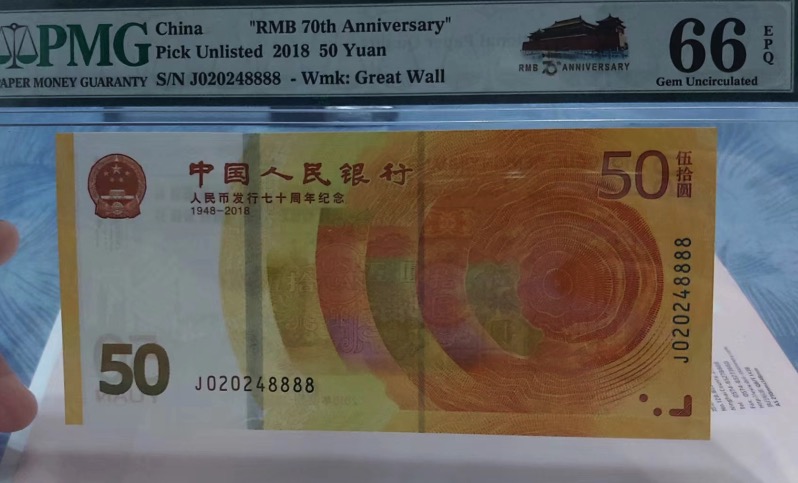 PMG
PAPER MONEY GUARANTY
China "RMB 70th Anniversary"
Pick Unlisted 2018 50 Yuan
S/N J020248888 - Wmk: Great Wall
RMB 70th ANNIVERSARY
66 EPQ
Gem Uncirculated
中国人民银行
人民币发行七十周年纪念
1948-2018
50 伍拾圆
J020248888
50
J020248888